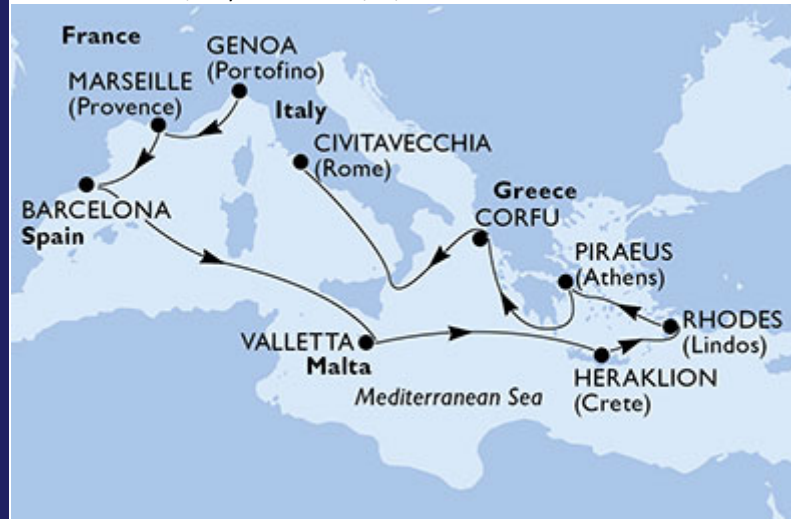 France
GENOA
(Portofino)
MARSEILLE
(Provence)
Italy
CIVITAVECCHIA
(Rome)
BARCELONA
Spain
Greece
CORFU
PIRAEUS
(Athens)
RHODES
(Lindos)
VALLETTA
Malta
HERAKLION
(Crete)
Mediterranean Sea